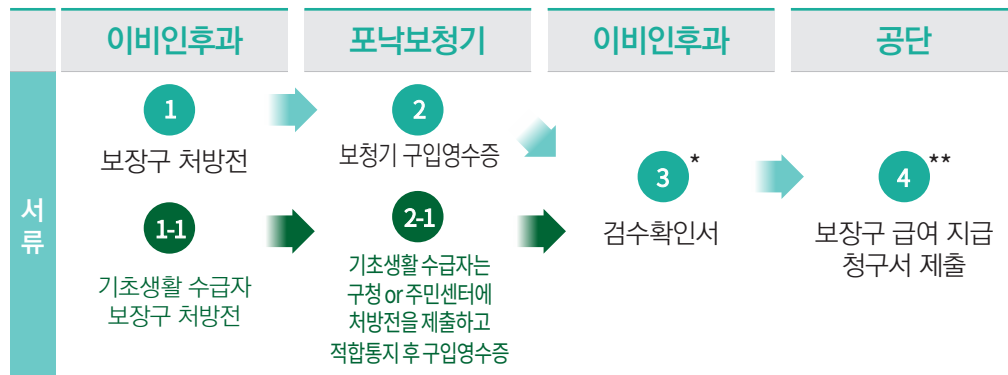 이비인후과
포낙보청기
이비인후과
공단
서
류
1
보장구 처방전
2
보청기 구입영수증
1-1
기초생활 수급자
보장구 처방전
2-1
기초생활 수급자는
구청 or 주민센터에
처방전을 제출하고
적합통지 후 구입영수증
3 *
검수확인서
4 **
보장구 급여 지급
청구서 제출